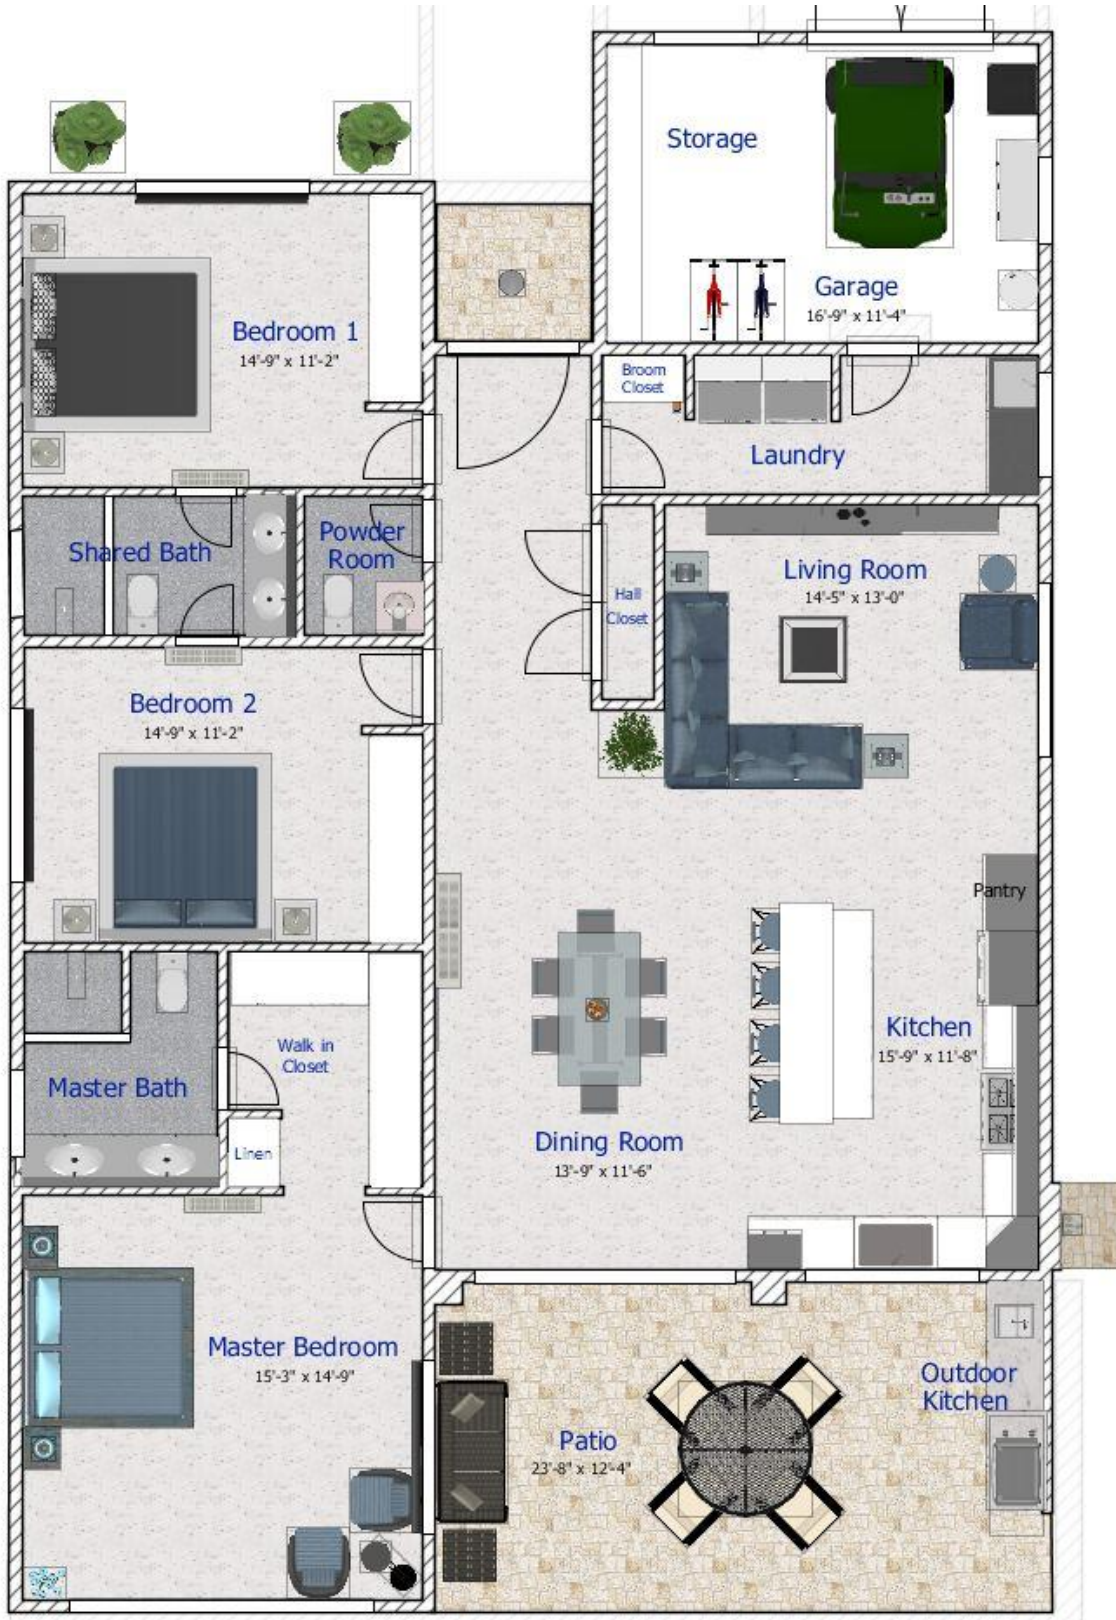 Storage
Garage
16'-9" x 11'-4"
Bedroom 1
14'-9" x 11'-2"
Broom
Closet
Laundry
Shared Bath
Powder
Room
Hall
Closet
Living Room
14'-5" x 13'-0"
Bedroom 2
14'-9" x 11'-2"
Pantry
Kitchen
15'-9" x 11'-8"
Walk in
Closet
Master Bath
Linen
Dining Room
13'-9" x 11'-6"
Master Bedroom
15'-3" x 14'-9"
Outdoor
Kitchen
Patio
23'-8" x 12'-4"